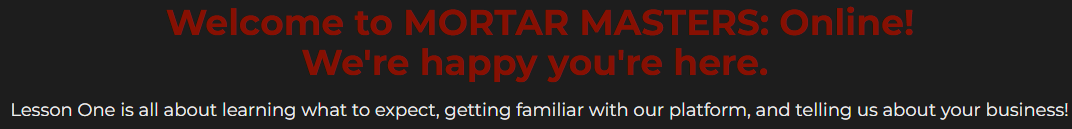 Welcome to MORTAR MASTERS: Online!
We're happy you're here.
Lesson One is all about learning what to expect, getting familiar with our platform, and telling us about your business!